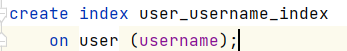 create index user_username_index
    on user (username);